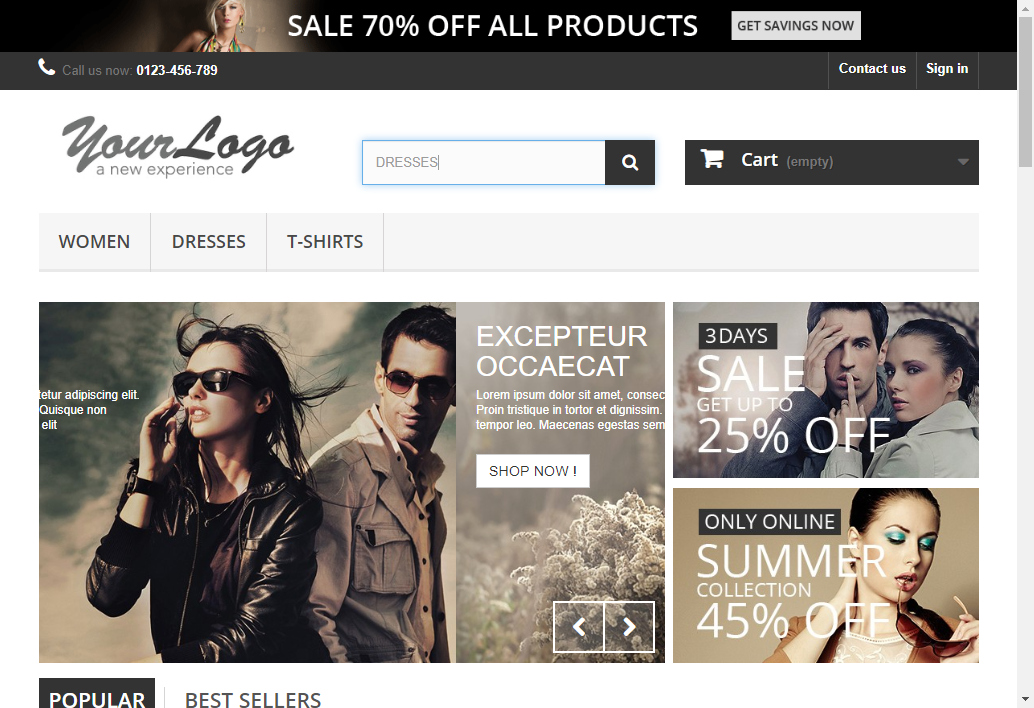 SALE 70% OFF ALL PRODUCTS GET SAVINGS NOW
Call us now: 0123-456-789 Contact us Sign in
YourLogo
a new experience
DRESSES
Cart (empty)
WOMEN DRESSES T-SHIRTS
tetur adipiscing elit.
Quisque non
elit
EXCEPTEUR
OCCAECAT
Lorem ipsum dolor sit amet, consec
Proin tristique in tortor et dignissim.
tempor leo. Maecenas egestas sem
SHOP NOW !
3 DAYS
SALE
GET UP TO
25% OFF
ONLY ONLINE
SUMMER
COLLECTION
45% OFF
POPULAR BEST SELLERS